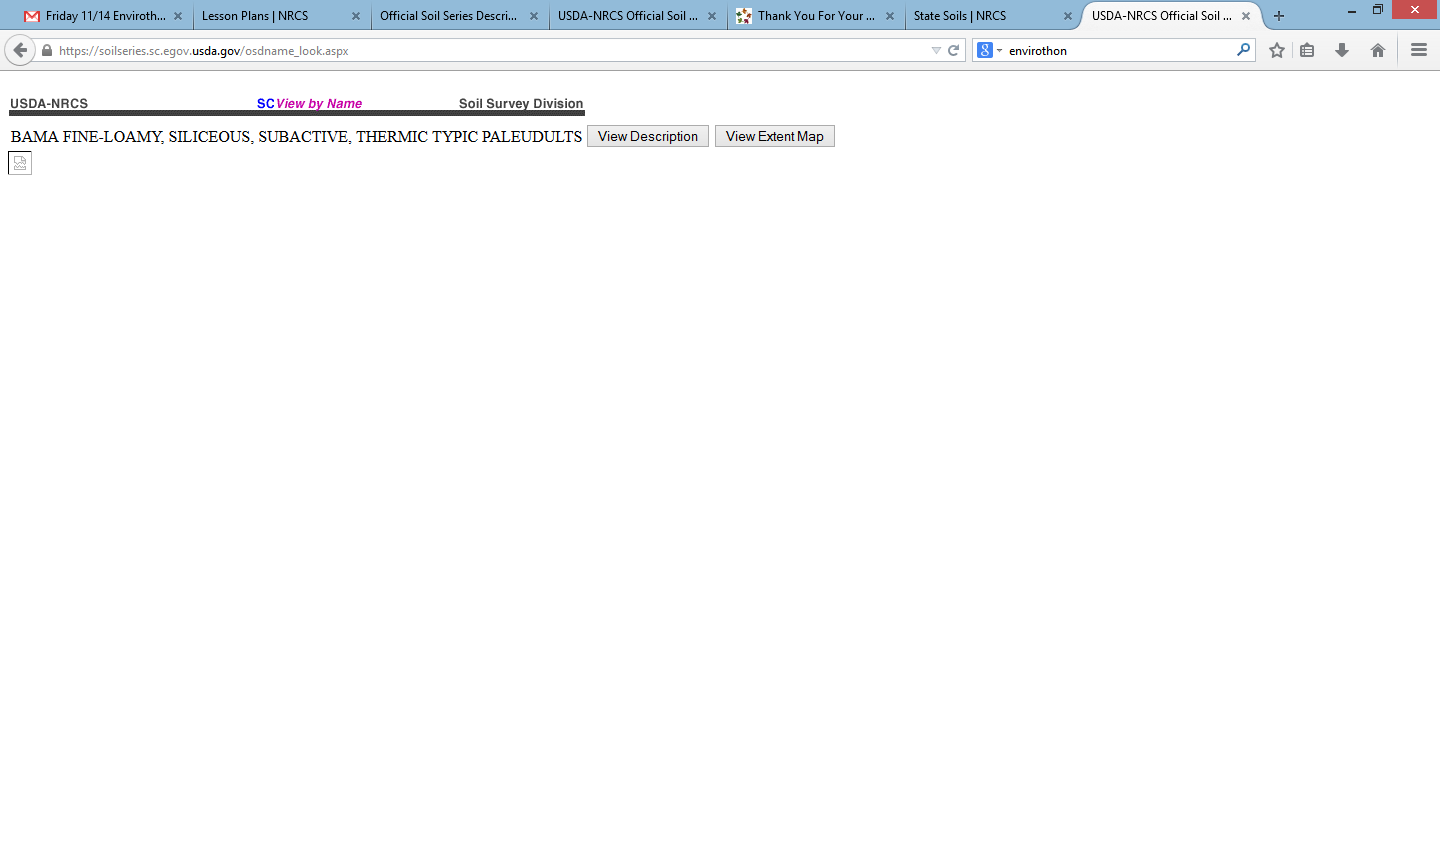 Friday 11/14 Enviroth...
Lesson Plans | NRCS
Official Soil Series Descri...
USDA-NRCS Official Soil ...
Thank You For Your ...
State Soils | NRCS
USDA-NRCS Official Soil ...
https://soilseries.sc.egov.usda.gov/osdname_look.aspx
envirothon
USDA-NRCS SCView by Name Soil Survey Division
BAMA FINE-LOAMY, SILICEOUS, SUBACTIVE, THERMIC TYPIC PALEUDULTS View Description View Extent Map